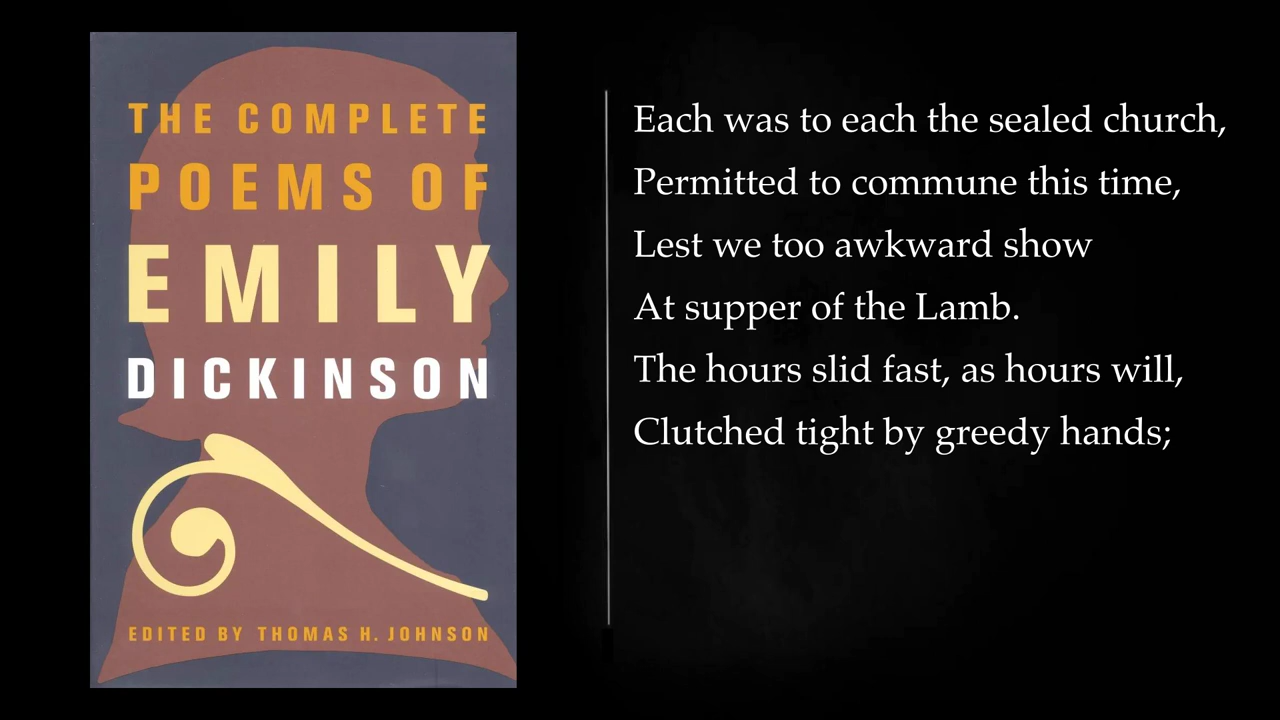 THE COMPLETE
POEMS OF
EMILY
DICKINSON
EDITED BY THOMAS H. JOHNSON
Each was to each the sealed church,
Permitted to commune this time,
Lest we too awkward show
At supper of the Lamb.
The hours slid fast, as hours will,
Clutched tight by greedy hands;